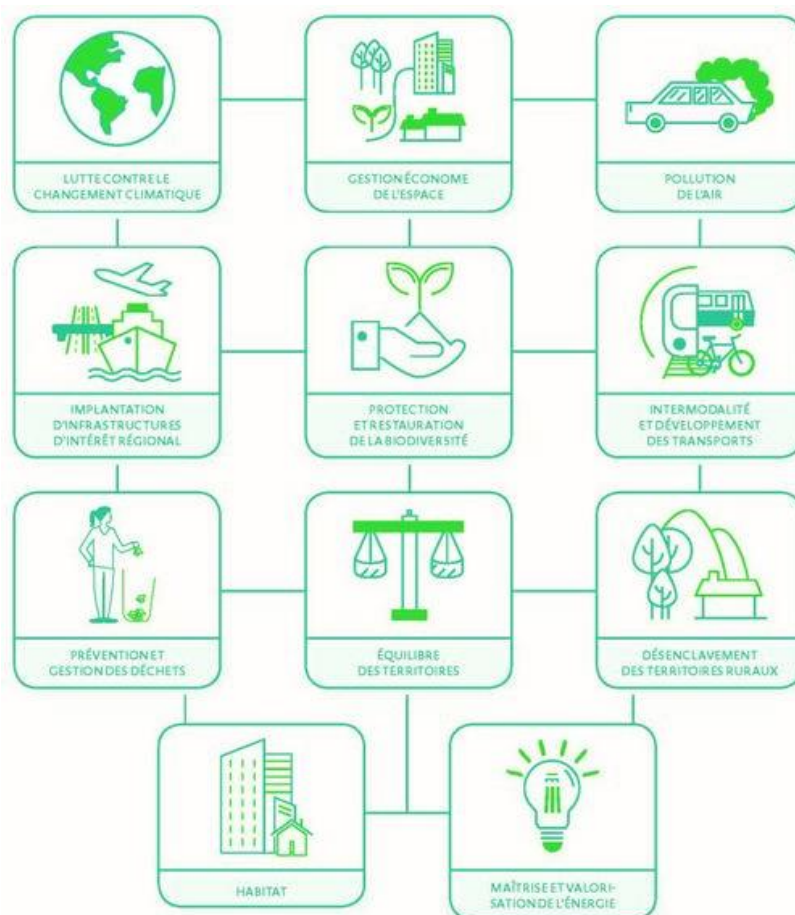 LUTTE CONTRE LE
CHANGEMENT CLIMATIQUE
GESTION ÉCONOME
DE L'ESPACE
POLLUTION
DE L'AIR
IMPLANTATION
D'INFRASTRUCTURES
D'INTÉRÊT RÉGIONAL
PROTECTION
ET RESTAURATION
DE LA BIODIVERSITÉ
INTERMODALITÉ
ET DÉVELOPPEMENT
DES TRANSPORTS
PRÉVENTION ET
GESTION DES DÉCHETS
ÉQUILIBRE
DES TERRITOIRES
DÉSENCLAVEMENT
DES TERRITOIRES RURAUX
HABITAT
MAÎTRISE ET VALORI-
SATION DE L'ÉNERGIE